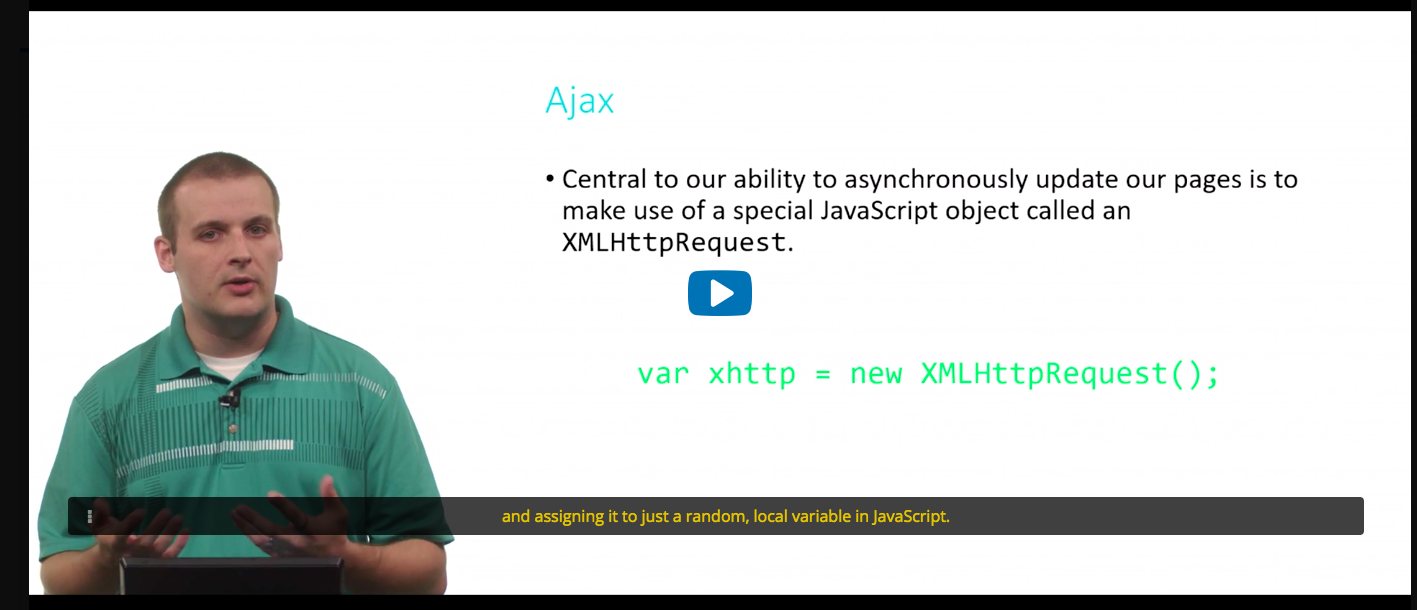 Ajax
• Central to our ability to asynchronously update our pages is to
make use of a special JavaScript object called an
XMLHttpRequest.
var xhttp = new XMLHttpRequest();
and assigning it to just a random, local variable in JavaScript.